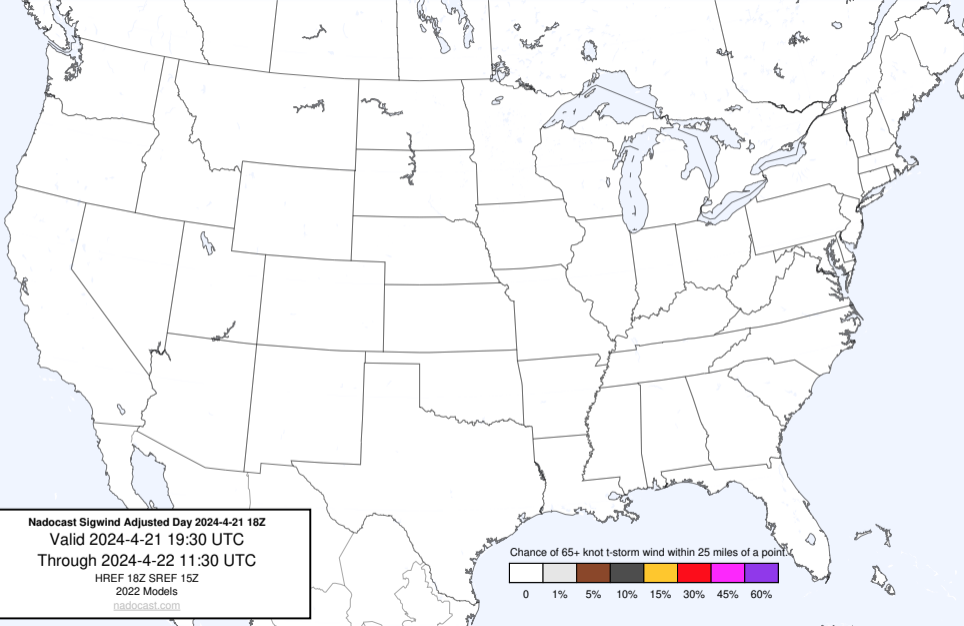 Nadocast Sigwind Adjusted Day 2024-4-21 18Z
Valid 2024-4-21 19:30 UTC
Through 2024-4-22 11:30 UTC
HREF 18Z SREF 15Z
2022 Models
nadocast.com
Chance of 65+ knot t-storm wind within 25 miles of a point.
0 1% 5% 10% 15% 30% 45% 60%